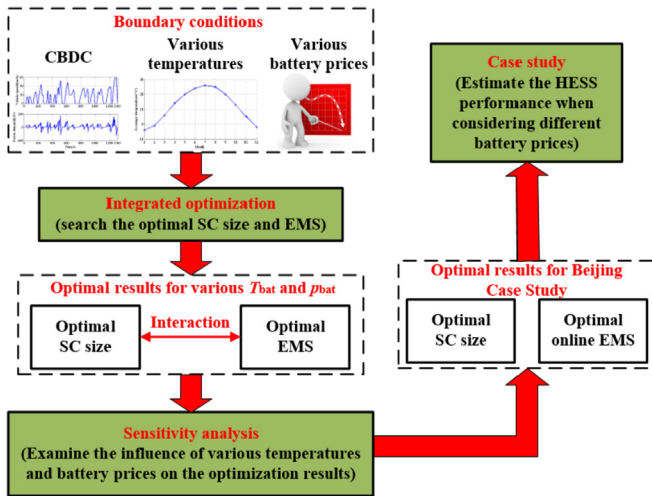 Boundary conditions
CBDC
Various
temperatures
Various
battery prices
Month
Integrated optimization
(search the optimal SC size and EMS)
Optimal results for various Tbat and pbat
Optimal
SC size
Interaction
Optimal
EMS
Sensitivity analysis
(Examine the influence of various temperatures
and battery prices on the optimization results)
Case study
(Estimate the HESS
performance when
considering different
battery prices)
Optimal results for Beijing
Case Study
Optimal
SC size
Optimal
online EMS